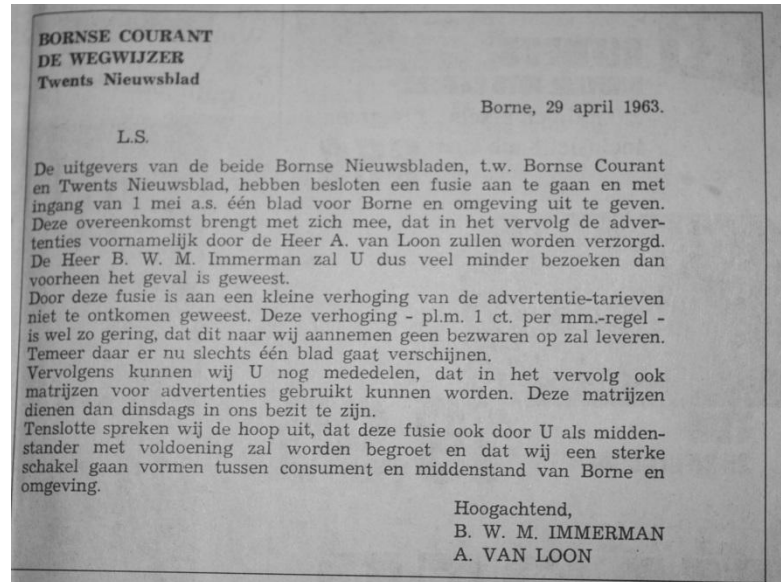 BORNSE COURANT
DE WEGWIJZER
Twents Nieuwsblad
Borne, 29 april 1963.
L.S.
De uitgevers van de beide Bornse Nieuwsbladen, t.w. Bornse Courant
en Twents Nieuwsblad, hebben besloten een fusie aan te gaan en met
ingang van 1 mei a.s. één blad voor Borne en omgeving uit te geven.
Deze overeenkomst brengt met zich mee, dat in het vervolg de adver-
tenties voornamelijk door de Heer A. van Loon zullen worden verzorgd.
De Heer B. W. M. Immerman zal U dus veel minder bezoeken dan
voorheen het geval is geweest.
Door deze fusie is aan een kleine verhoging van de advertentie-tarieven
niet te ontkomen geweest. Deze verhoging - pl.m. 1 ct. per mm.-regel -
is wel zo gering, dat dit naar wij aannemen geen bezwaren op zal leveren.
Temeer daar er nu slechts één blad gaat verschijnen.
Vervolgens kunnen wij U nog mededelen, dat in het vervolg ook
matrijzen voor advertenties gebruikt kunnen worden. Deze matrijzen
dienen dan dinsdags in ons bezit te zijn.
Tenslotte spreken wij de hoop uit, dat deze fusie ook door U als midden-
stander met voldoening zal worden begroet en dat wij een sterke
schakel gaan vormen tussen consument en middenstand van Borne en
omgeving.
Hoogachtend,
B. W. M. IMMERMAN
A. VAN LOON